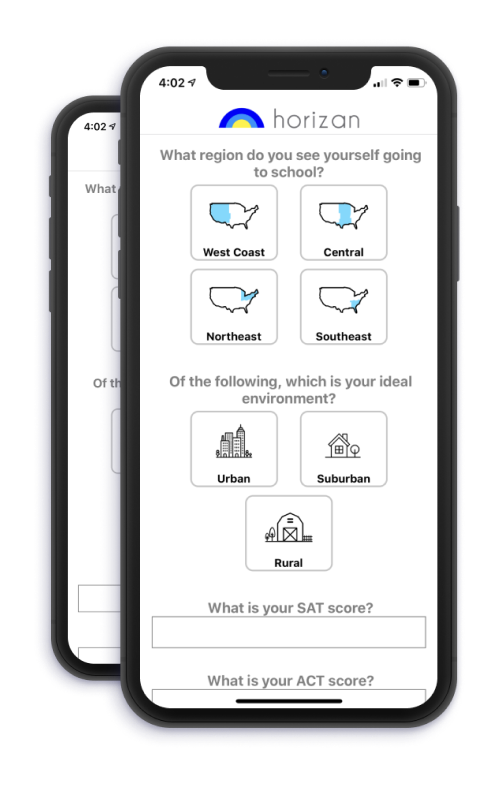 4:02
horizan
What region do you see yourself going
to school?
West Coast
Central
Northeast
Southeast
Of the following, which is your ideal
environment?
Urban
Suburban
Rural
What is your SAT score?
What is your ACT score?
4:02
What
Of th